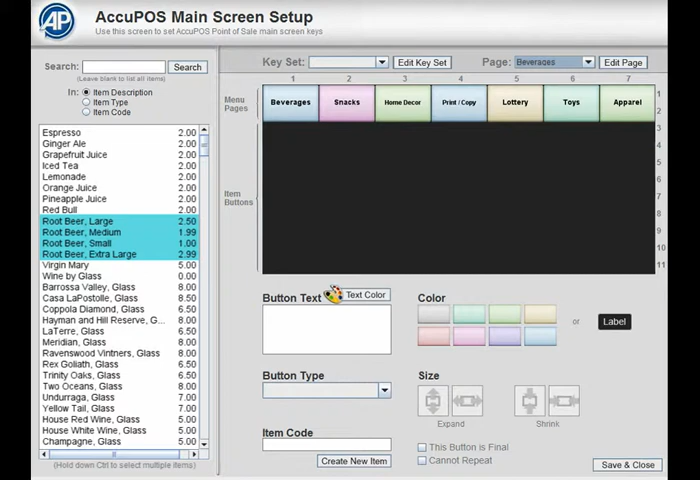 AP
AccuPOS Main Screen Setup
Use this screen to set AccuPOS Point of Sale main screen keys
Search: Search
(Leave blank to list all items)
In: Item Description
Item Type
Item Code
Espresso 2.00
Ginger Ale 2.00
Grapefruit Juice 2.00
Iced Tea 2.00
Lemonade 2.00
Orange Juice 2.00
Pineapple Juice 2.00
Red Bull 2.00
Root Beer, Large 2.50
Root Beer, Medium 1.99
Root Beer, Small 1.00
Root Beer, Extra Large 2.99
Virgin Mary 5.00
Wine by Glass 0.00
Barrossa Valley, Glass 8.00
Casa LaPostolle, Glass 8.50
Coppola Diamond, Glass 6.50
Hayman and Hill Reserve, G... 8.00
LaTerre, Glass 6.50
Meridian, Glass 8.00
Ravenswood Vintners, Glass 8.00
Rex Goliath, Glass 6.50
Trinity Oaks, Glass 6.50
Two Oceans, Glass 8.00
Undurraga, Glass 7.00
Yellow Tail, Glass 7.00
House Red Wine, Glass 5.00
House White Wine, Glass 5.00
Champagne, Glass 5.00
(Hold down Ctrl to select multiple items)
Key Set: Edit Key Set Page: Beverages Edit Page
1 2 3 4 5 6 7
Menu Pages
Beverages Snacks Home Decor Print / Copy Lottery Toys Apparel
1
2
3
4
5
6
Item Buttons
7
8
9
10
11
Button Text Text Color
Color
or Label
Button Type
Size
Expand Shrink
Item Code
This Button is Final
Create New Item
Cannot Repeat
Save & Close